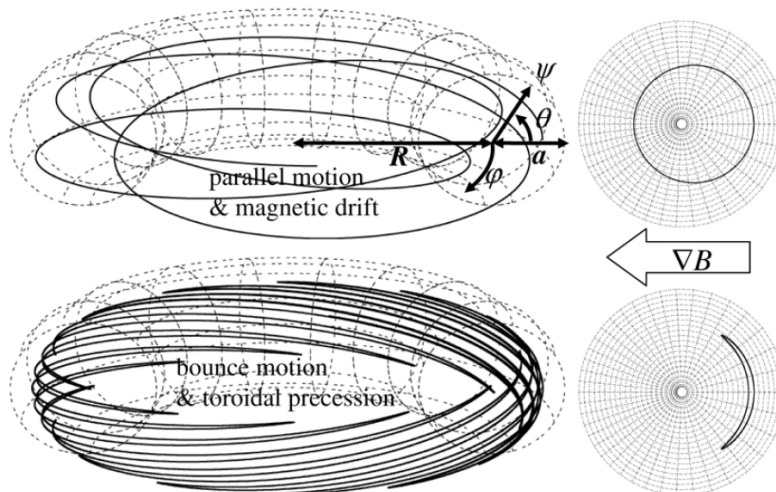 ψ
θ
R
a
φ
parallel motion
& magnetic drift
∇B
bounce motion
& toroidal precession